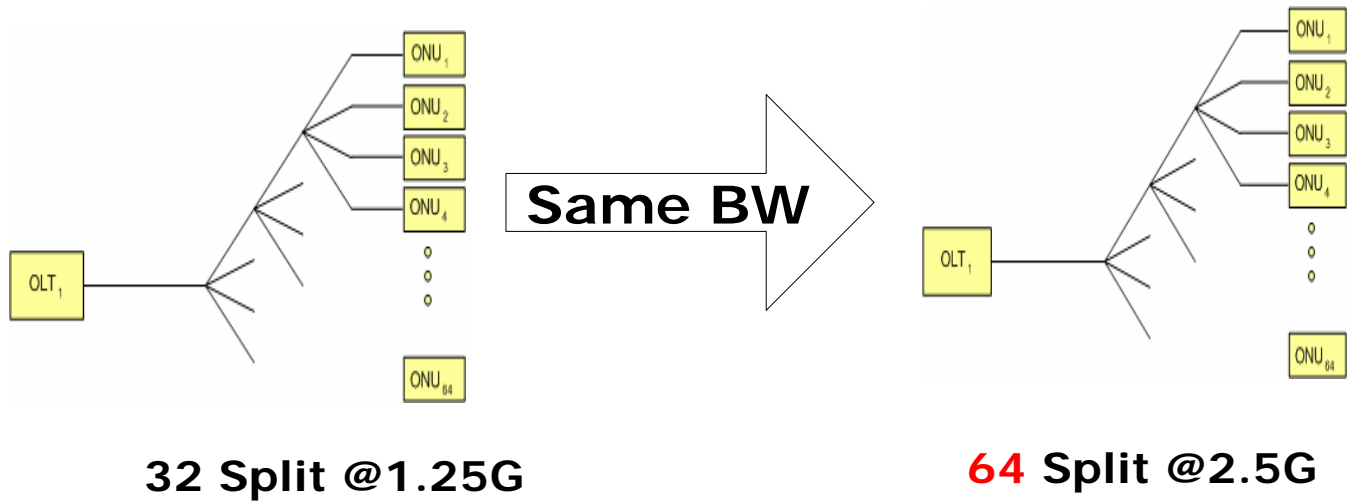 ONU1
ONU2
ONU3
ONU4
ONU64
OLT1
32 Split @1.25G
Same BW
ONU1
ONU2
ONU3
ONU4
ONU64
OLT1
64 Split @2.5G